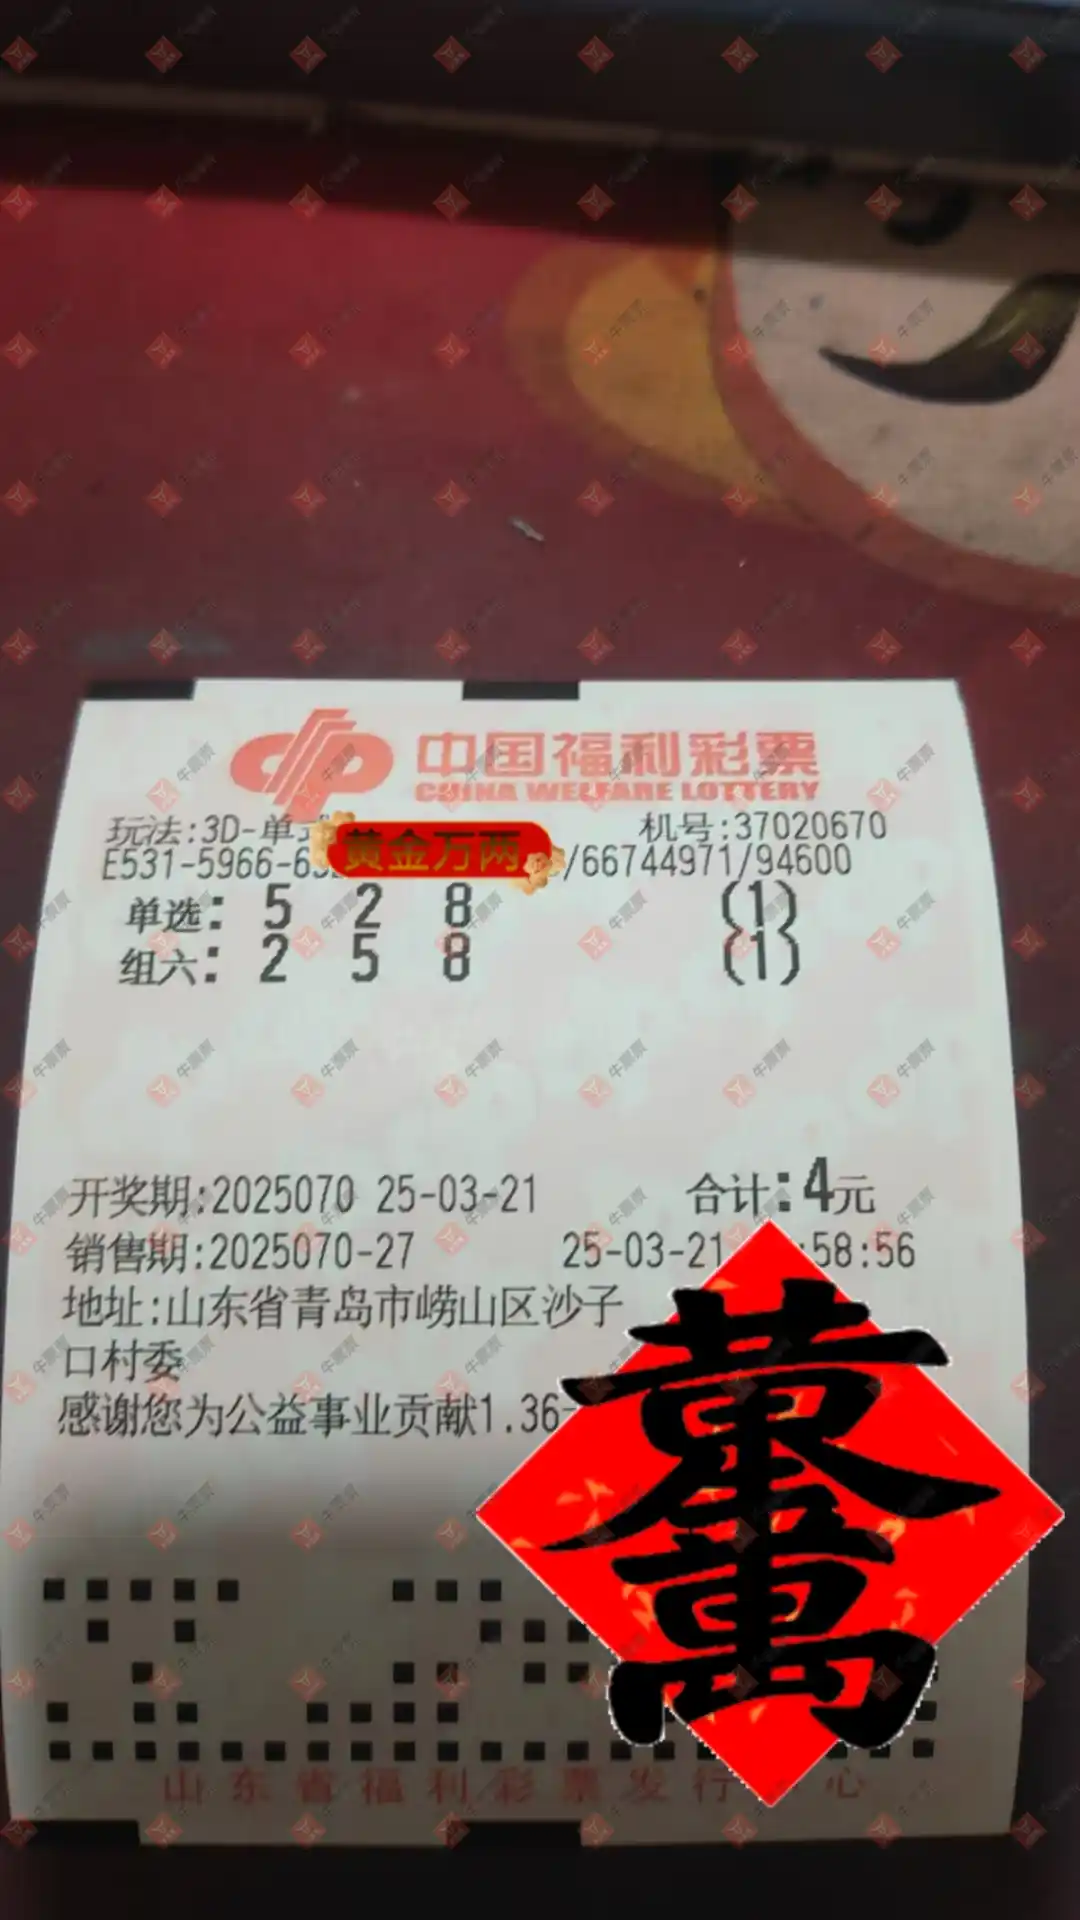 中国福利彩票
CHINA WELFARE LOTTERY
玩法:3D-单
机号:37020670
E531-5966-6
黄金万两
/66744971/94600
单选: 5 2 8 (1)
组六: 2 5 8 (1)
开奖期:2025070 25-03-21 合计:4元
销售期:2025070-27 25-03-21 :58:56
地址:山东省青岛市崂山区沙子
口村委
感谢您为公益事业贡献1.36
山东省福利彩票发行 心
牛票票